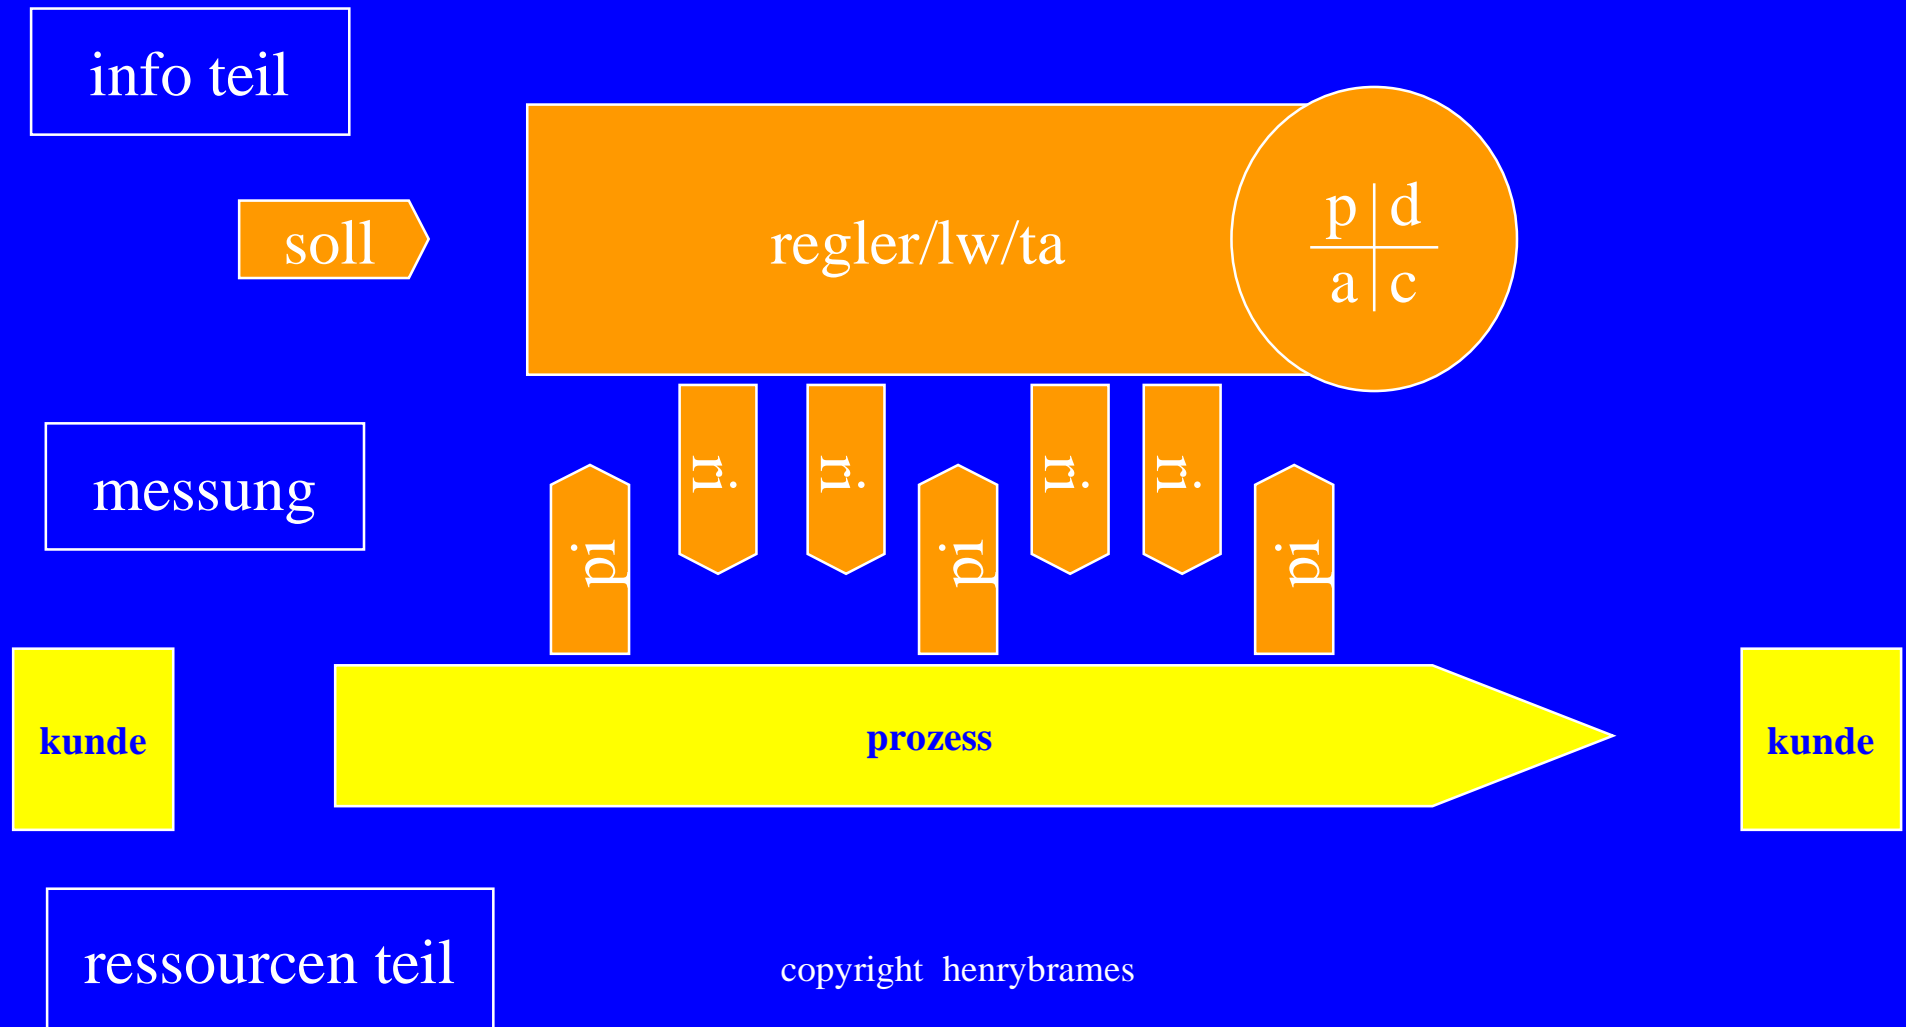 info teil
soll
regler/lw/ta
p d
a c
messung
ri
ri
ri
ri
pi
pi
pi
kunde
prozess
kunde
ressourcen teil
copyright henrybrames